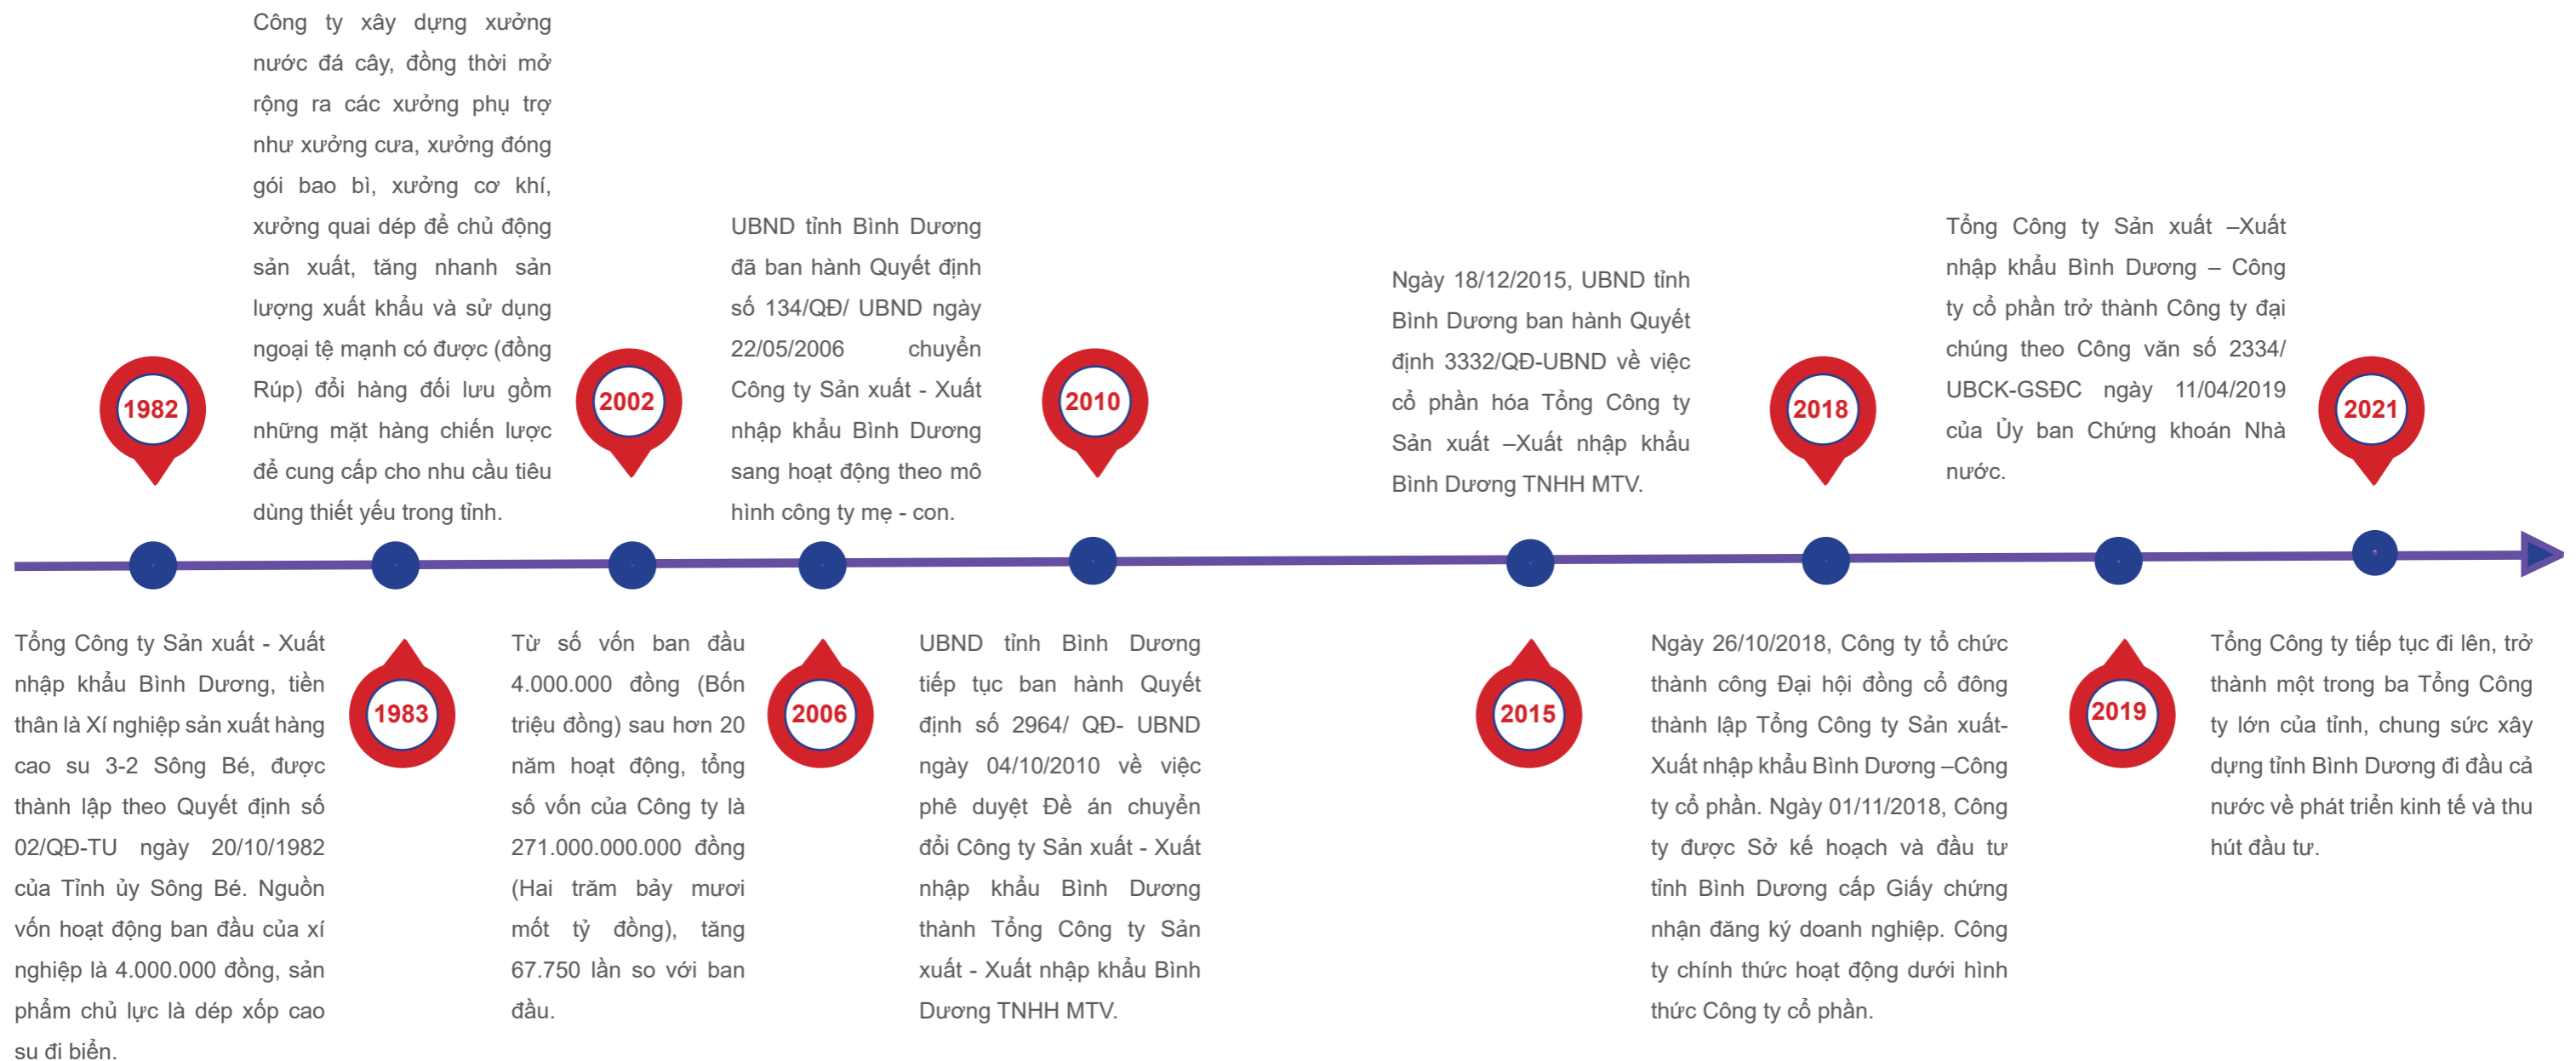 1982
Tổng Công ty Sản xuất - Xuất
nhập khẩu Bình Dương, tiền
thân là Xí nghiệp sản xuất hàng
cao su 3-2 Sông Bé, được
thành lập theo Quyết định số
02/QĐ-TU ngày 20/10/1982
của Tỉnh ủy Sông Bé. Nguồn
vốn hoạt động ban đầu của xí
nghiệp là 4.000.000 đồng, sản
phẩm chủ lực là dép xốp cao
su đi biển.
Công ty xây dựng xưởng
nước đá cây, đồng thời mở
rộng ra các xưởng phụ trợ
như xưởng cưa, xưởng đóng
gói bao bì, xưởng cơ khí,
xưởng quai dép để chủ động
sản xuất, tăng nhanh sản
lượng xuất khẩu và sử dụng
ngoại tệ mạnh có được (đồng
Rúp) đổi hàng đối lưu gồm
những mặt hàng chiến lược
để cung cấp cho nhu cầu tiêu
dùng thiết yếu trong tỉnh.
1983
2002
Từ số vốn ban đầu
4.000.000 đồng (Bốn
triệu đồng) sau hơn 20
năm hoạt động, tổng
số vốn của Công ty là
271.000.000.000 đồng
(Hai trăm bảy mươi
mốt tỷ đồng), tăng
67.750 lần so với ban
đầu.
UBND tỉnh Bình Dương
đã ban hành Quyết định
số 134/QĐ/ UBND ngày
22/05/2006 chuyển
Công ty Sản xuất - Xuất
nhập khẩu Bình Dương
sang hoạt động theo mô
hình công ty mẹ - con.
2006
2010
UBND tỉnh Bình Dương
tiếp tục ban hành Quyết
định số 2964/ QĐ- UBND
ngày 04/10/2010 về việc
phê duyệt Đề án chuyển
đổi Công ty Sản xuất - Xuất
nhập khẩu Bình Dương
thành Tổng Công ty Sản
xuất - Xuất nhập khẩu Bình
Dương TNHH MTV.
Ngày 18/12/2015, UBND tỉnh
Bình Dương ban hành Quyết
định 3332/QĐ-UBND về việc
cổ phần hóa Tổng Công ty
Sản xuất –Xuất nhập khẩu
Bình Dương TNHH MTV.
2015
2018
Ngày 26/10/2018, Công ty tổ chức
thành công Đại hội đồng cổ đông
thành lập Tổng Công ty Sản xuất-
Xuất nhập khẩu Bình Dương –Công
ty cổ phần. Ngày 01/11/2018, Công
ty được Sở kế hoạch và đầu tư
tỉnh Bình Dương cấp Giấy chứng
nhận đăng ký doanh nghiệp. Công
ty chính thức hoạt động dưới hình
thức Công ty cổ phần.
Tổng Công ty Sản xuất –Xuất
nhập khẩu Bình Dương – Công
ty cổ phần trở thành Công ty đại
chúng theo Công văn số 2334/
UBCK-GSĐC ngày 11/04/2019
của Ủy ban Chứng khoán Nhà
nước.
2019
2021
Tổng Công ty tiếp tục đi lên, trở
thành một trong ba Tổng Công
ty lớn của tỉnh, chung sức xây
dựng tỉnh Bình Dương đi đầu cả
nước về phát triển kinh tế và thu
hút đầu tư.